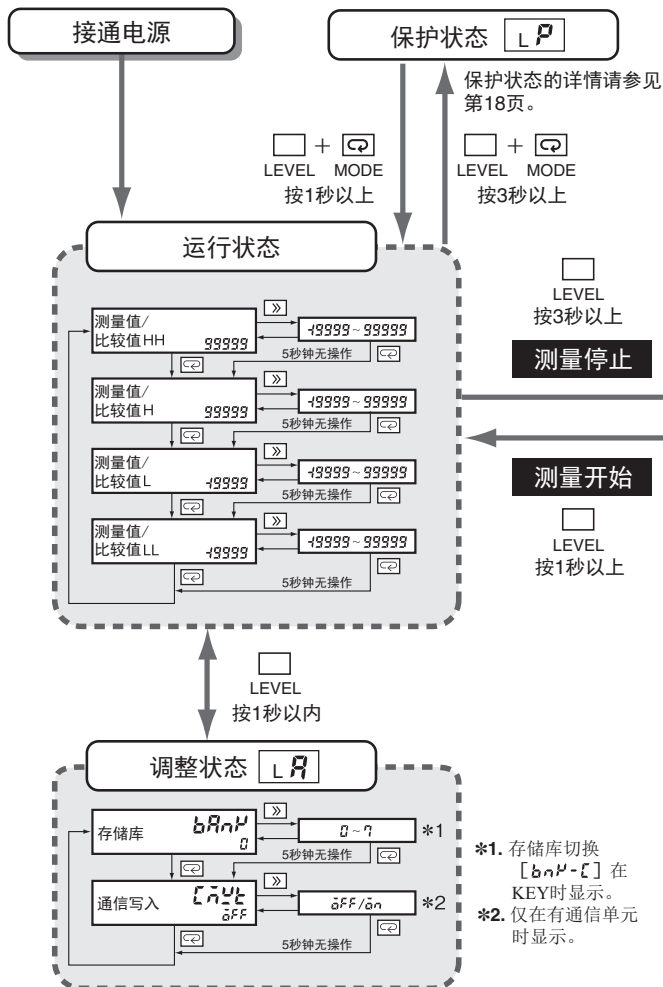 接通电源
保护状态 L P
保护状态的详情请参见
第18页。
+
LEVEL MODE
按1秒以上
+
LEVEL MODE
按3秒以上
运行状态
测量值/
比较值HH 99999
-19999~99999
5秒钟无操作
测量值/
比较值H 99999
-19999~99999
5秒钟无操作
测量值/
比较值L -19999
-19999~99999
5秒钟无操作
测量值/
比较值LL -19999
-19999~99999
5秒钟无操作
LEVEL
按3秒以上
测量停止
测量开始
LEVEL
按1秒以上
LEVEL
按1秒以内
调整状态 L A
存储库 bAnK
0
0~7 *1
5秒钟无操作
通信写入 CMWt
oFF
oFF/on *2
5秒钟无操作
*1. 存储库切换
[bnK-C] 在
KEY时显示。
*2. 仅在有通信单元
时显示。